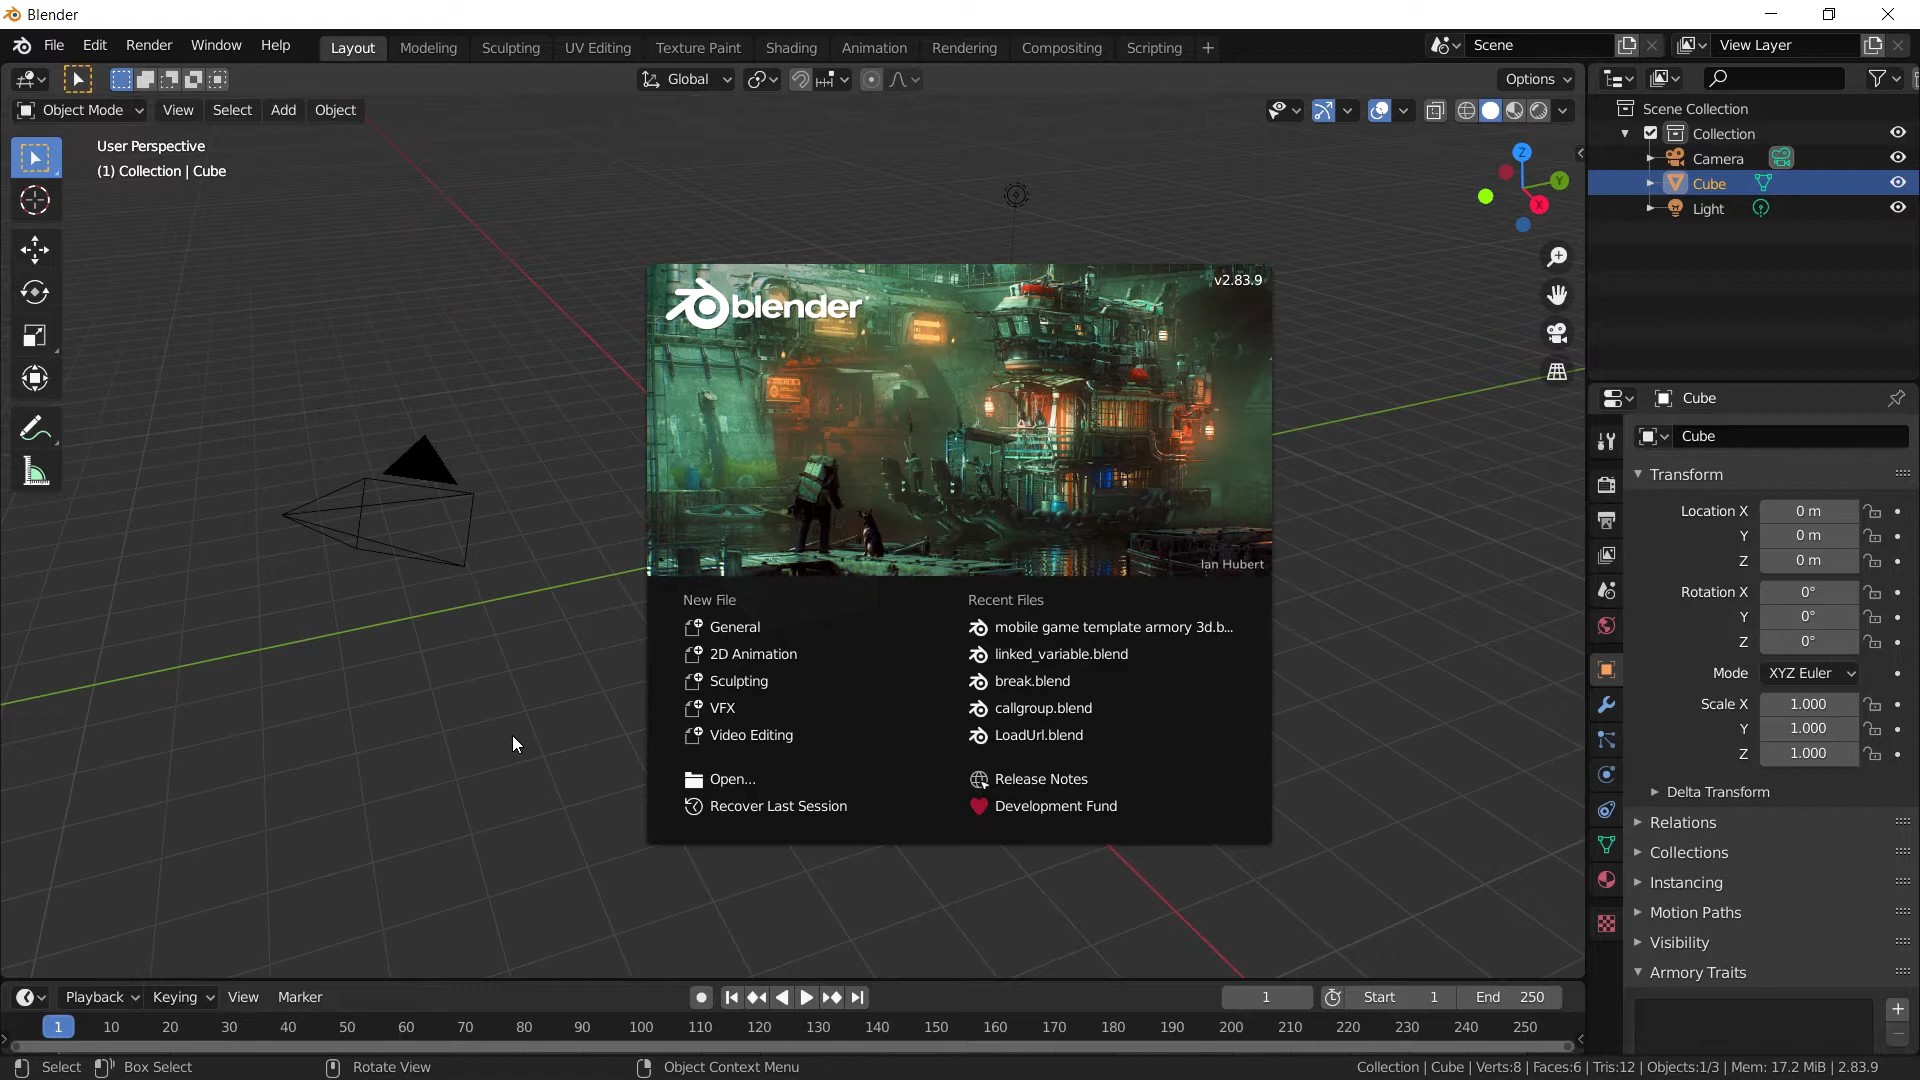 Blender
File Edit Render Window Help Layout Modeling Sculpting UV Editing Texture Paint Shading Animation Rendering Compositing Scripting + Scene View Layer
Global Options
Object Mode View Select Add Object
User Perspective
(1) Collection | Cube
Z
Y
X
Scene Collection
Collection
Camera
Cube
Light
blender
v2.83.9
Ian Hubert
New File
General
2D Animation
Sculpting
VFX
Video Editing
Open...
Recover Last Session
Recent Files
mobile game template armory 3d.b...
linked_variable.blend
break.blend
callgroup.blend
LoadUrl.blend
Release Notes
Development Fund
Cube
Cube
Transform
Location X 0 m
Y 0 m
Z 0 m
Rotation X 0°
Y 0°
Z 0°
Mode XYZ Euler
Scale X 1.000
Y 1.000
Z 1.000
Delta Transform
Relations
Collections
Instancing
Motion Paths
Visibility
Armory Traits
Playback Keying View Marker 1 Start 1 End 250
1 10 20 30 40 50 60 70 80 90 100 110 120 130 140 150 160 170 180 190 200 210 220 230 240 250
Select Box Select Rotate View Object Context Menu Collection | Cube | Verts:8 | Faces:6 | Tris:12 | Objects:1/3 | Mem: 17.2 MiB | 2.83.9